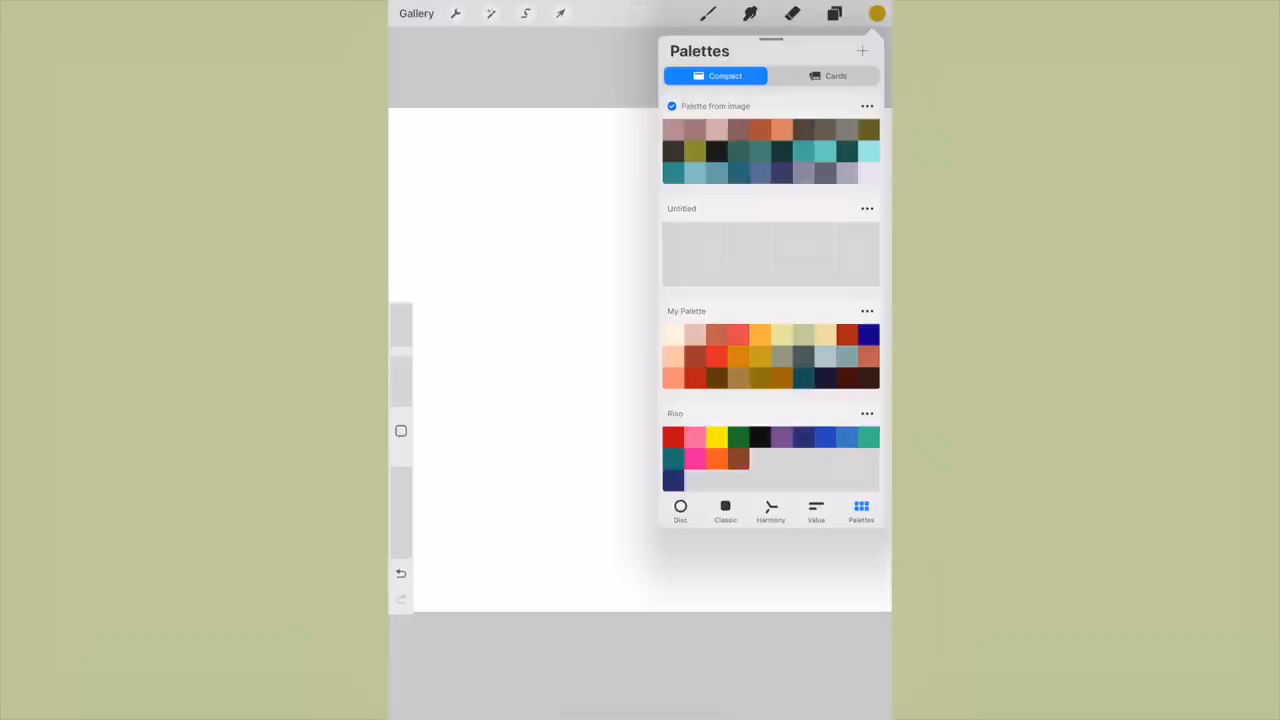 Gallery
Palettes
Compact
Cards
Palette from image
Untitled
My Palette
Riso
Disc
Classic
Harmony
Value
Palettes